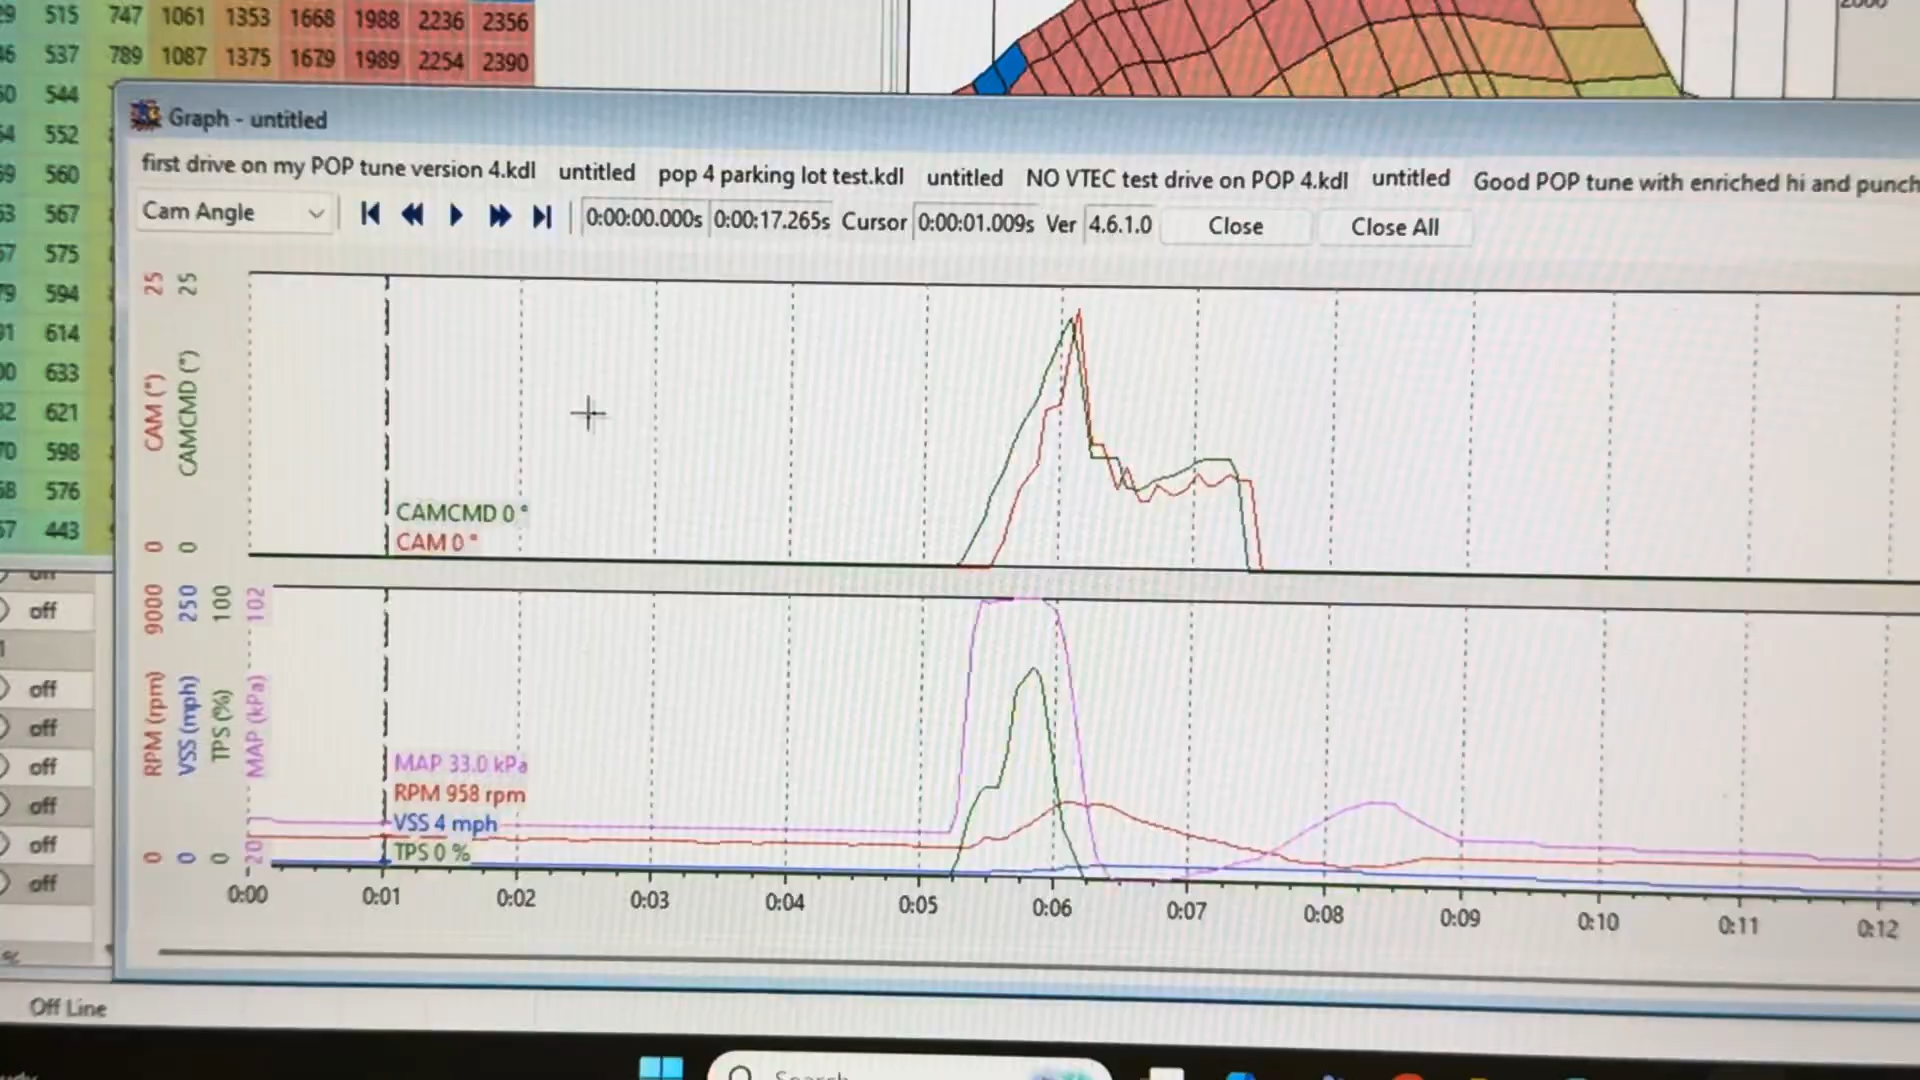 515 747 1061 1353 1668 1988 2236 2356
537 789 1087 1375 1679 1989 2254 2390
544
552
560
567
575
594
614
633
621
598
576
443
Graph - untitled
first drive on my POP tune version 4.kdl untitled pop 4 parking lot test.kdl untitled NO VTEC test drive on POP 4.kdl untitled Good POP tune with enriched hi and punch
Cam Angle 0:00:00.000s 0:00:17.265s Cursor 0:00:01.009s Ver 4.6.1.0 Close Close All
25 25
CAM (°) CAMCMD (°)
CAMCMD 0 °
CAM 0 °
0 0
9000 250 100 102
RPM (rpm) VSS (mph) TPS (%) MAP (kPa)
MAP 33.0 kPa
RPM 958 rpm
VSS 4 mph
TPS 0 %
0 0 0 20
0:00 0:01 0:02 0:03 0:04 0:05 0:06 0:07 0:08 0:09 0:10 0:11 0:12
off
off
off
off
off
off
off
Off Line
Search